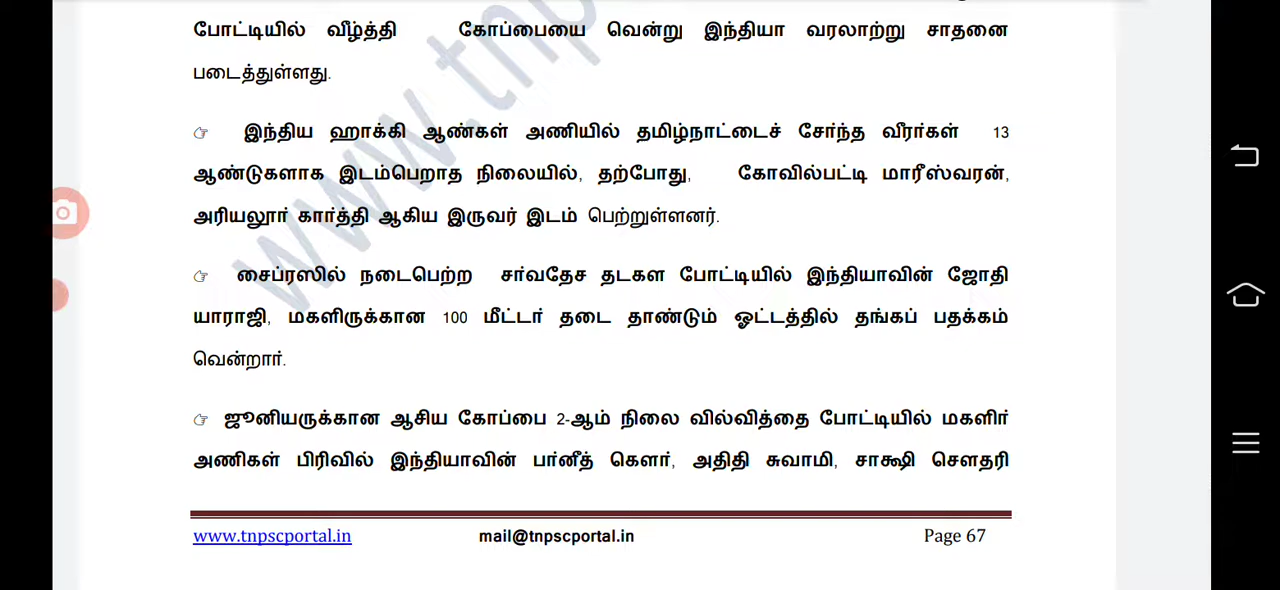 போட்டியில் வீழ்த்தி கோப்பையை வென்று இந்தியா வரலாற்று சாதனை
படைத்துள்ளது.
☞ இந்திய ஹாக்கி ஆண்கள் அணியில் தமிழ்நாட்டைச் சேர்ந்த வீரர்கள் 13
ஆண்டுகளாக இடம்பெறாத நிலையில், தற்போது, கோவில்பட்டி மாரீஸ்வரன்,
அரியலூர் கார்த்தி ஆகிய இருவர் இடம் பெற்றுள்ளனர்.
☞ சைப்ரஸில் நடைபெற்ற சர்வதேச தடகள போட்டியில் இந்தியாவின் ஜோதி
யாராஜி, மகளிருக்கான 100 மீட்டர் தடை தாண்டும் ஓட்டத்தில் தங்கப் பதக்கம்
வென்றார்.
☞ ஜூனியருக்கான ஆசிய கோப்பை 2-ஆம் நிலை வில்வித்தை போட்டியில் மகளிர்
அணிகள் பிரிவில் இந்தியாவின் பர்னீத் கௌர், அதிதி சுவாமி, சாக்ஷி சௌதரி
www.tnpscportal.in mail@tnpscportal.in Page 67
www.tnp